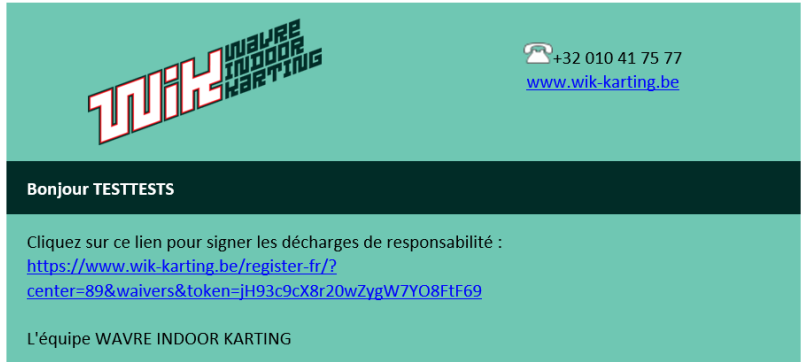 WiK WAVRE INDOOR KARTING
+32 010 41 75 77
www.wik-karting.be
Bonjour TESTTESTS
Cliquez sur ce lien pour signer les décharges de responsabilité :
https://www.wik-karting.be/register-fr/?
center=89&waivers&token=jH93c9cX8r20wZygW7YO8FtF69
L'équipe WAVRE INDOOR KARTING